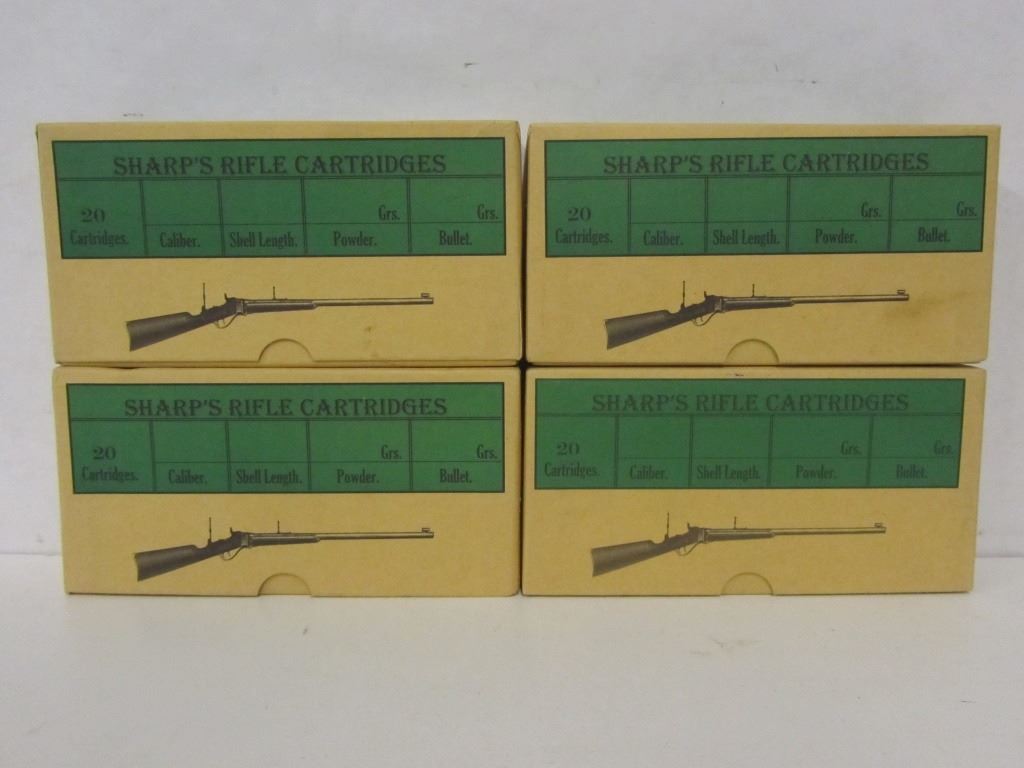 SHARP'S RIFLE CARTRIDGES
20 Grs. Grs.
Cartridges. Caliber. Shell Length. Powder. Bullet.
SHARP'S RIFLE CARTRIDGES
20 Grs. Grs.
Cartridges. Caliber. Shell Length. Powder. Bullet.
SHARP'S RIFLE CARTRIDGES
20 Grs. Grs.
Cartridges. Caliber. Shell Length. Powder. Bullet.
SHARP'S RIFLE CARTRIDGES
20 Grs. Grs.
Cartridges. Caliber. Shell Length. Powder. Bullet.